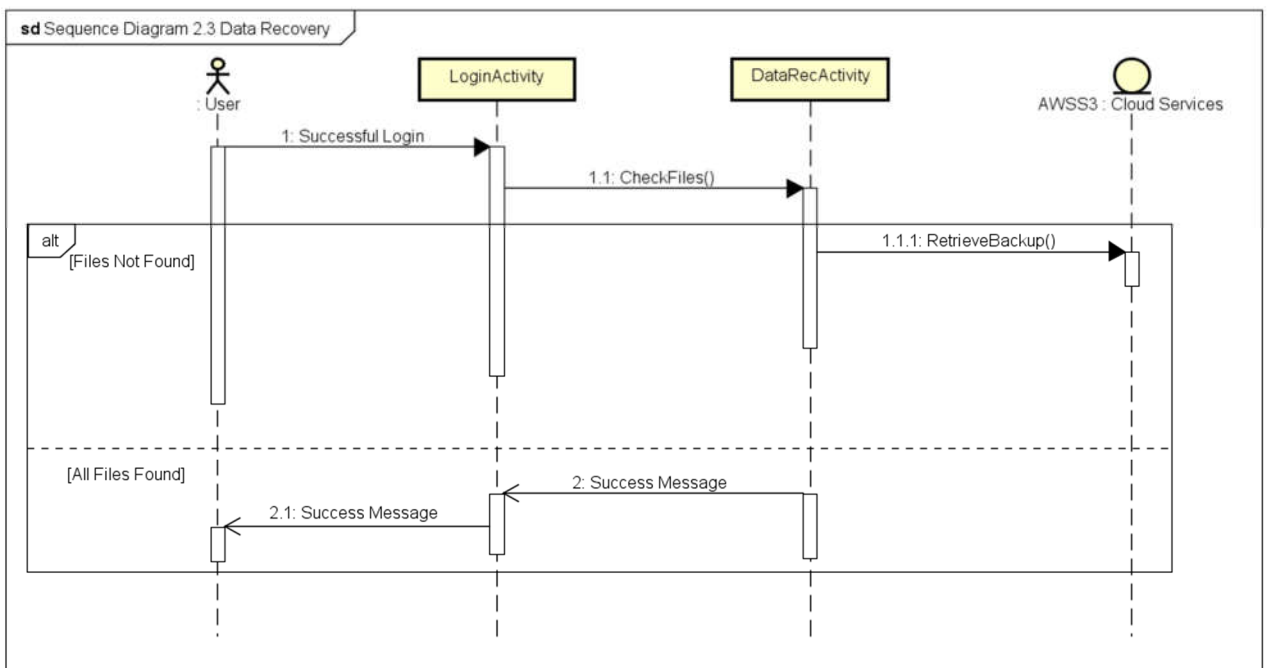 sd Sequence Diagram 2.3 Data Recovery
: User
LoginActivity
DataRecActivity
AWSS3 : Cloud Services
1: Successful Login
1.1: CheckFiles()
alt
[Files Not Found]
1.1.1: RetrieveBackup()
[All Files Found]
2: Success Message
2.1: Success Message